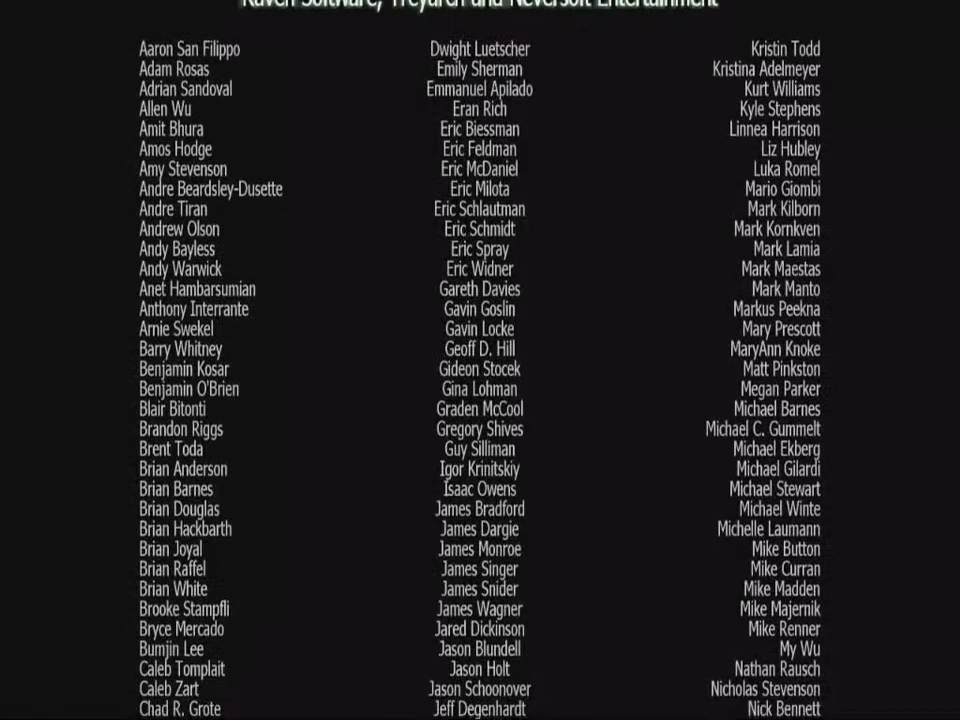 Raven Software, Treyarch and Neversoft Entertainment
Aaron San Filippo Dwight Luetscher Kristin Todd
Adam Rosas Emily Sherman Kristina Adelmeyer
Adrian Sandoval Emmanuel Apilado Kurt Williams
Allen Wu Eran Rich Kyle Stephens
Amit Bhura Eric Biessman Linnea Harrison
Amos Hodge Eric Feldman Liz Hubley
Amy Stevenson Eric McDaniel Luka Romel
Andre Beardsley-Dusette Eric Milota Mario Giombi
Andre Tiran Eric Schlautman Mark Kilborn
Andrew Olson Eric Schmidt Mark Kornkven
Andy Bayless Eric Spray Mark Lamia
Andy Warwick Eric Widner Mark Maestas
Anet Hambarsumian Gareth Davies Mark Manto
Anthony Interrante Gavin Goslin Markus Peekna
Arnie Swekel Gavin Locke Mary Prescott
Barry Whitney Geoff D. Hill MaryAnn Knoke
Benjamin Kosar Gideon Stocek Matt Pinkston
Benjamin O'Brien Gina Lohman Megan Parker
Blair Bitonti Graden McCool Michael Barnes
Brandon Riggs Gregory Shives Michael C. Gummelt
Brent Toda Guy Silliman Michael Ekberg
Brian Anderson Igor Krinitskiy Michael Gilardi
Brian Barnes Isaac Owens Michael Stewart
Brian Douglas James Bradford Michael Winte
Brian Hackbarth James Dargie Michelle Laumann
Brian Joyal James Monroe Mike Button
Brian Raffel James Singer Mike Curran
Brian White James Snider Mike Madden
Brooke Stampfli James Wagner Mike Majernik
Bryce Mercado Jared Dickinson Mike Renner
Bumjin Lee Jason Blundell My Wu
Caleb Tomplait Jason Holt Nathan Rausch
Caleb Zart Jason Schoonover Nicholas Stevenson
Chad R. Grote Jeff Degenhardt Nick Bennett